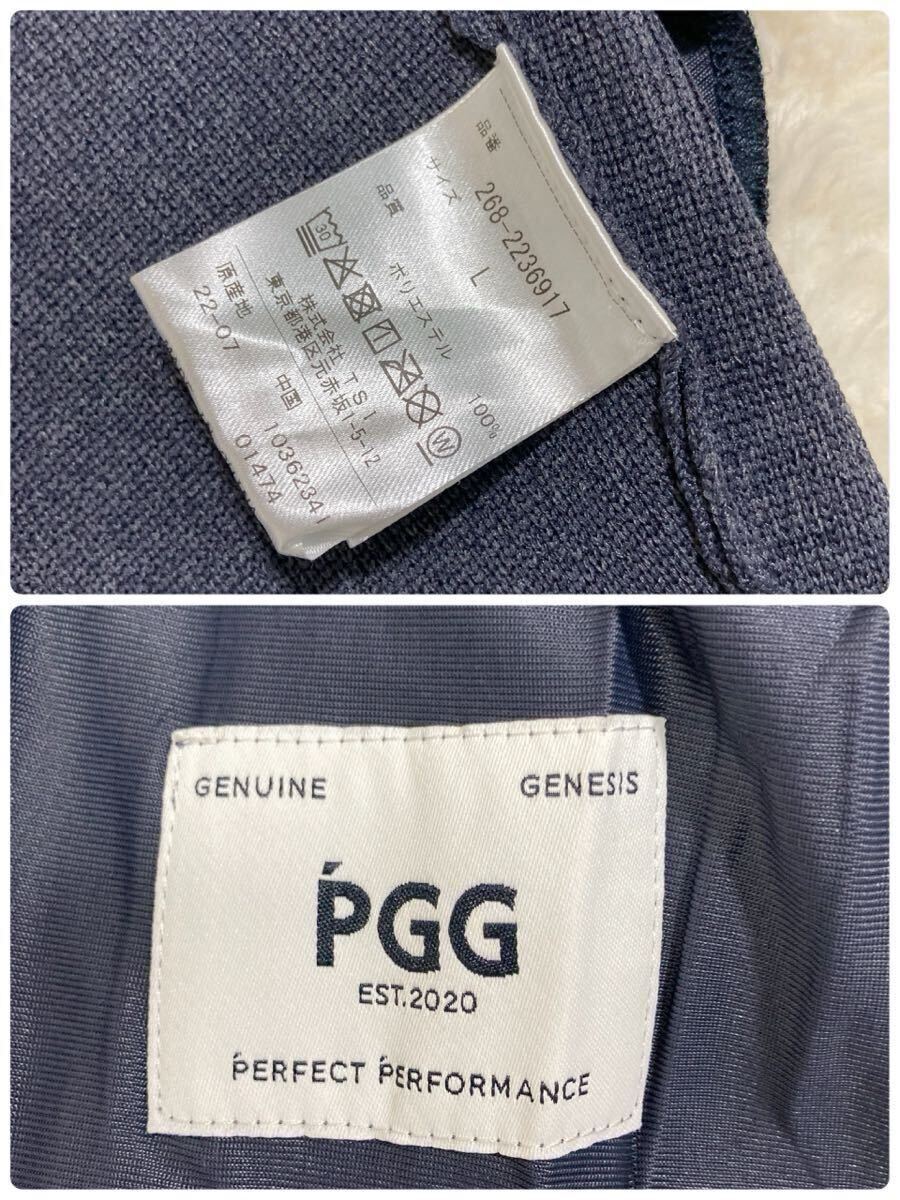 品番 268-2236917
サイズ L
品質 ポリエステル 100%
30
W
株式会社 TSI
東京都港区元赤坂1-5-12
原産地 中国 10362341
22-07 01474
GENUINE GENESIS
ṔGG
EST.2020
ṔERFECT ṔERFORMANCE